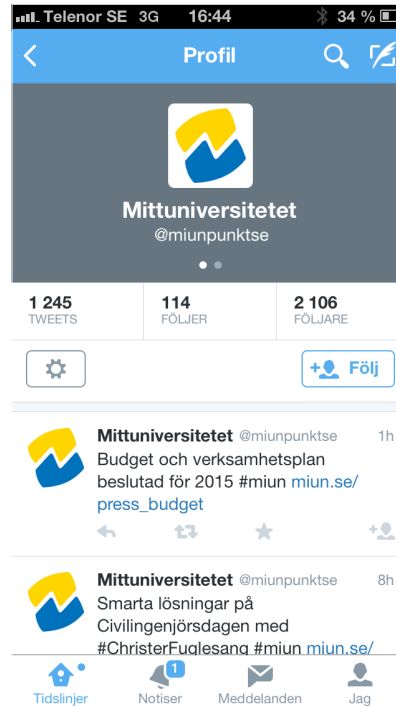 Telenor SE 3G 16:44 34 %
Profil
Mittuniversitetet
@miunpunktse
1 245 114 2 106
TWEETS FÖLJER FÖLJARE
Följ
Mittuniversitetet @miunpunktse 1h
Budget och verksamhetsplan
beslutad för 2015 #miun miun.se/
press_budget
Mittuniversitetet @miunpunktse 8h
Smarta lösningar på
Civilingenjörsdagen med
#ChristerFuglesang #miun miun.se/
1
Tidslinjer Notiser Meddelanden Jag